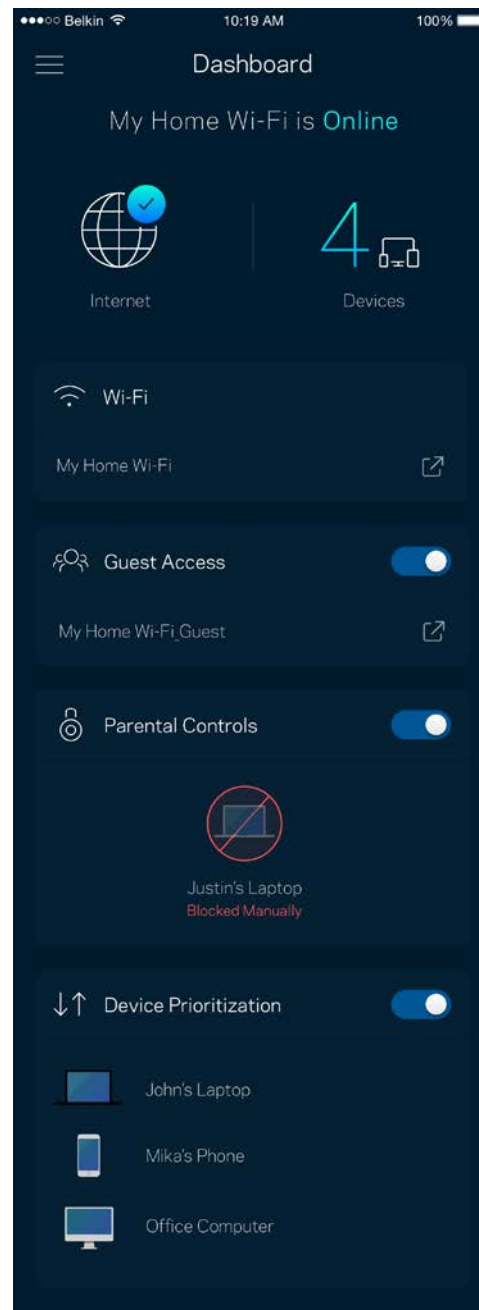 Belkin 10:19 AM 100%
Dashboard
My Home Wi-Fi is Online
4
Internet Devices
Wi-Fi
My Home Wi-Fi
Guest Access
My Home Wi-Fi_Guest
Parental Controls
Justin's Laptop
Blocked Manually
Device Prioritization
John's Laptop
Mika's Phone
Office Computer